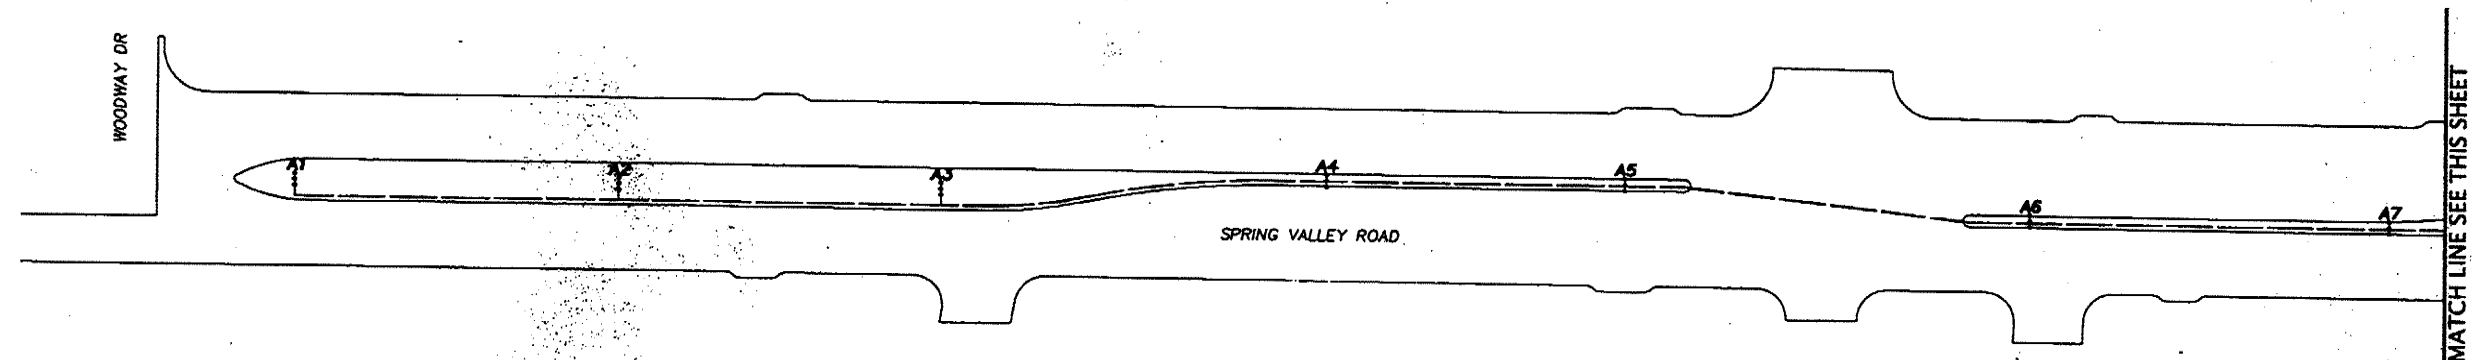 WOODWAY DR
A1
A2
A3
A4
A5
A6
A7
SPRING VALLEY ROAD
MATCH LINE SEE THIS SHEET